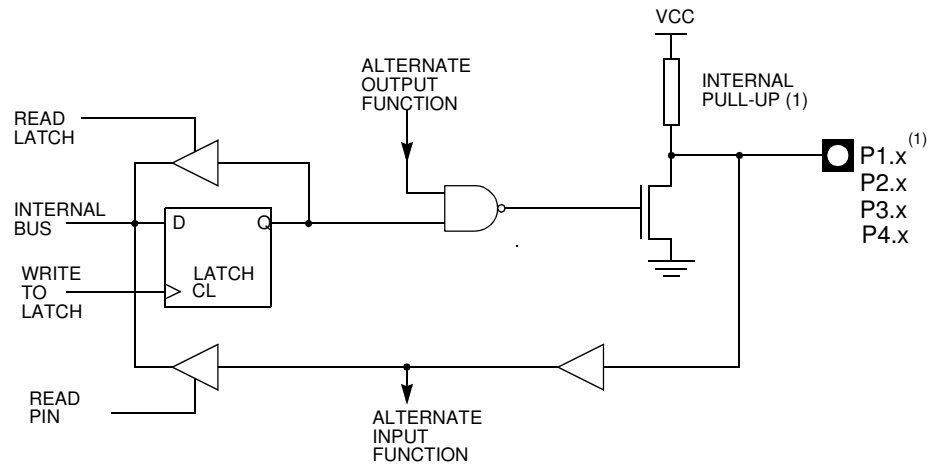 VCC
ALTERNATE
OUTPUT
FUNCTION
INTERNAL
PULL-UP (1)
READ
LATCH
P1.x(1)
P2.x
P3.x
P4.x
INTERNAL
BUS
D
Q
LATCH
CL
WRITE
TO
LATCH
READ
PIN
ALTERNATE
INPUT
FUNCTION